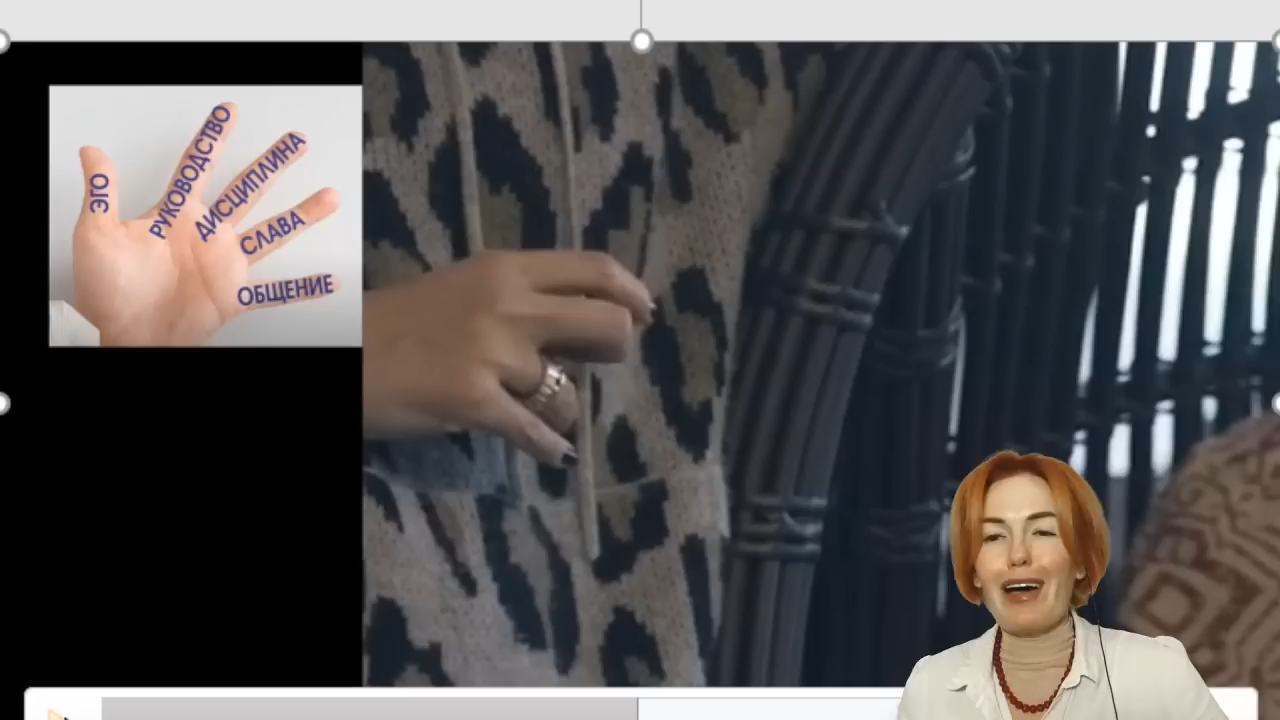 ЭГО
РУКОВОДСТВО
ДИСЦИПЛИНА
СЛАВА
ОБЩЕНИЕ